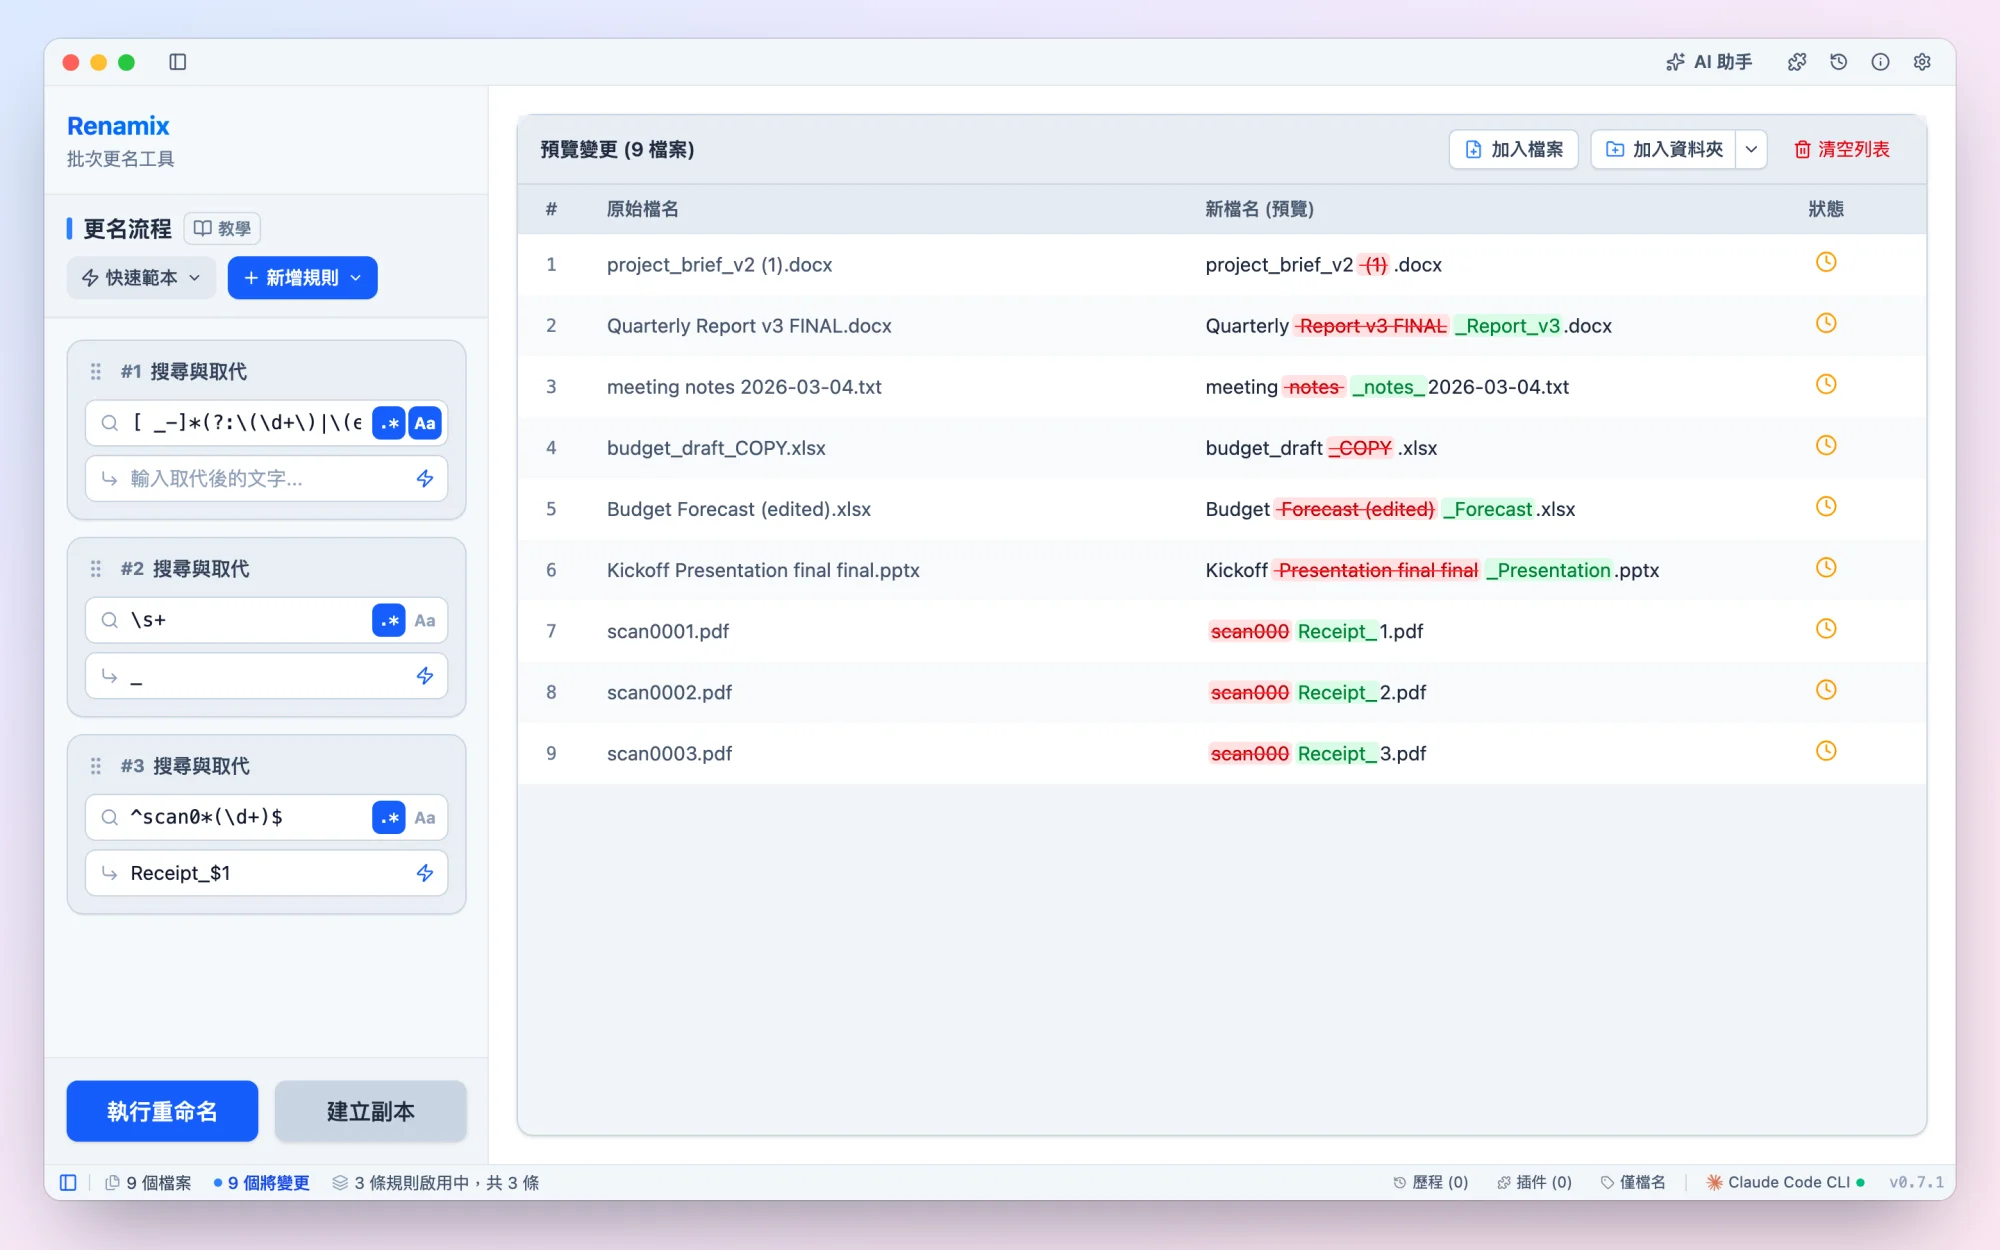 AI 助手
Renamix
批次更名工具
更名流程 教學
快速範本 新增規則
#1 搜尋與取代
[ _-]*(?:\(\d+\)|\(e .* Aa
輸入取代後的文字...
#2 搜尋與取代
\s+ .* Aa
_
#3 搜尋與取代
^scan0*(\d+)$ .* Aa
Receipt_$1
執行重命名 建立副本
預覽變更 (9 檔案) 加入檔案 加入資料夾 清空列表
# 原始檔名 新檔名 (預覽) 狀態
1 project_brief_v2 (1).docx project_brief_v2 (1) .docx
2 Quarterly Report v3 FINAL.docx Quarterly Report v3 FINAL _Report_v3.docx
3 meeting notes 2026-03-04.txt meeting notes _notes_2026-03-04.txt
4 budget_draft_COPY.xlsx budget_draft _COPY .xlsx
5 Budget Forecast (edited).xlsx Budget Forecast (edited) _Forecast.xlsx
6 Kickoff Presentation final final.pptx Kickoff Presentation final final _Presentation.pptx
7 scan0001.pdf scan000 Receipt_1.pdf
8 scan0002.pdf scan000 Receipt_2.pdf
9 scan0003.pdf scan000 Receipt_3.pdf
9 個檔案 9 個將變更 3 條規則啟用中，共 3 條 歷程 (0) 插件 (0) 僅檔名 Claude Code CLI v0.7.1